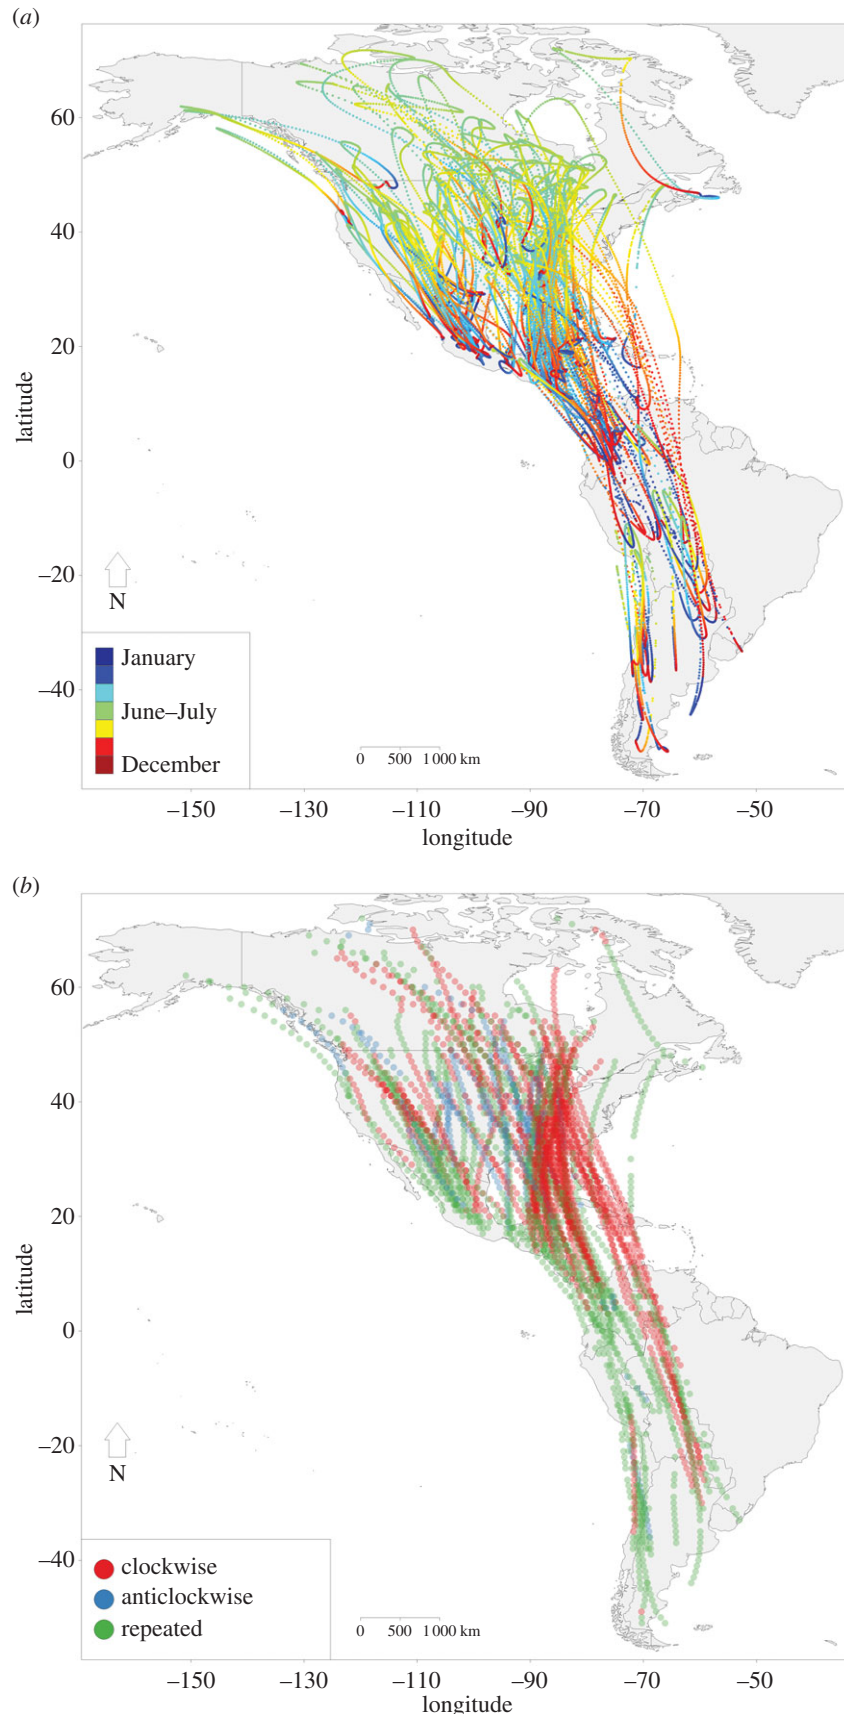 (a)
60
40
20
0
–20
–40
latitude
N
January
June–July
December
0 500 1 000 km
–150 –130 –110 –90 –70 –50
longitude
(b)
60
40
20
0
–20
–40
latitude
N
clockwise
anticlockwise
repeated
0 500 1 000 km
–150 –130 –110 –90 –70 –50
longitude